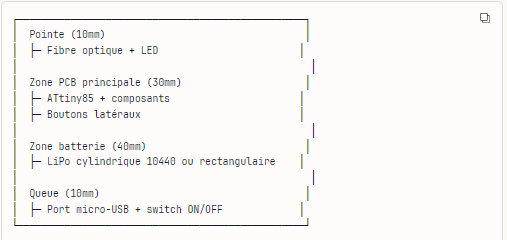 Pointe (10mm)
├─ Fibre optique + LED
Zone PCB principale (30mm)
├─ ATtiny85 + composants
├─ Boutons latéraux
Zone batterie (40mm)
├─ LiPo cylindrique 10440 ou rectangulaire
Queue (10mm)
├─ Port micro-USB + switch ON/OFF